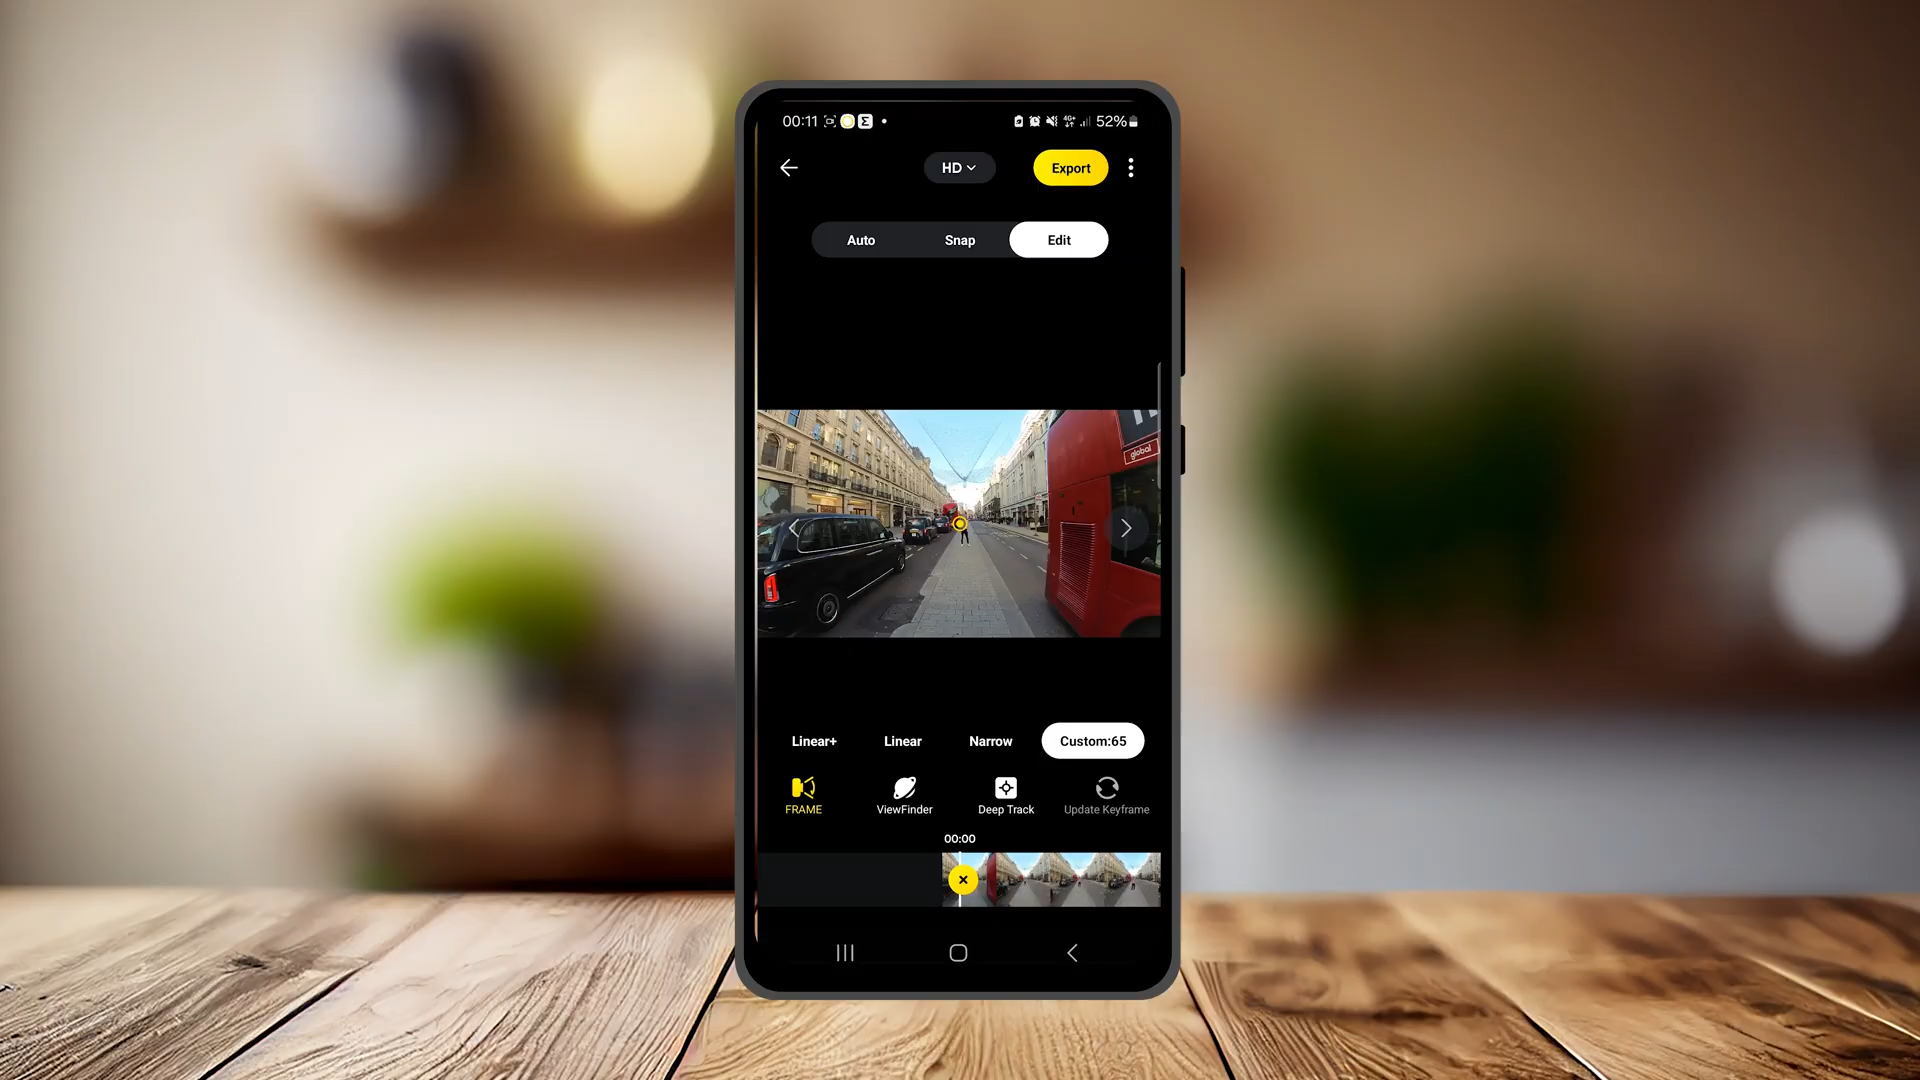 00:11 52%
HD Export
Auto Snap Edit
global
Linear+ Linear Narrow Custom:65
FRAME ViewFinder Deep Track Update Keyframe
00:00